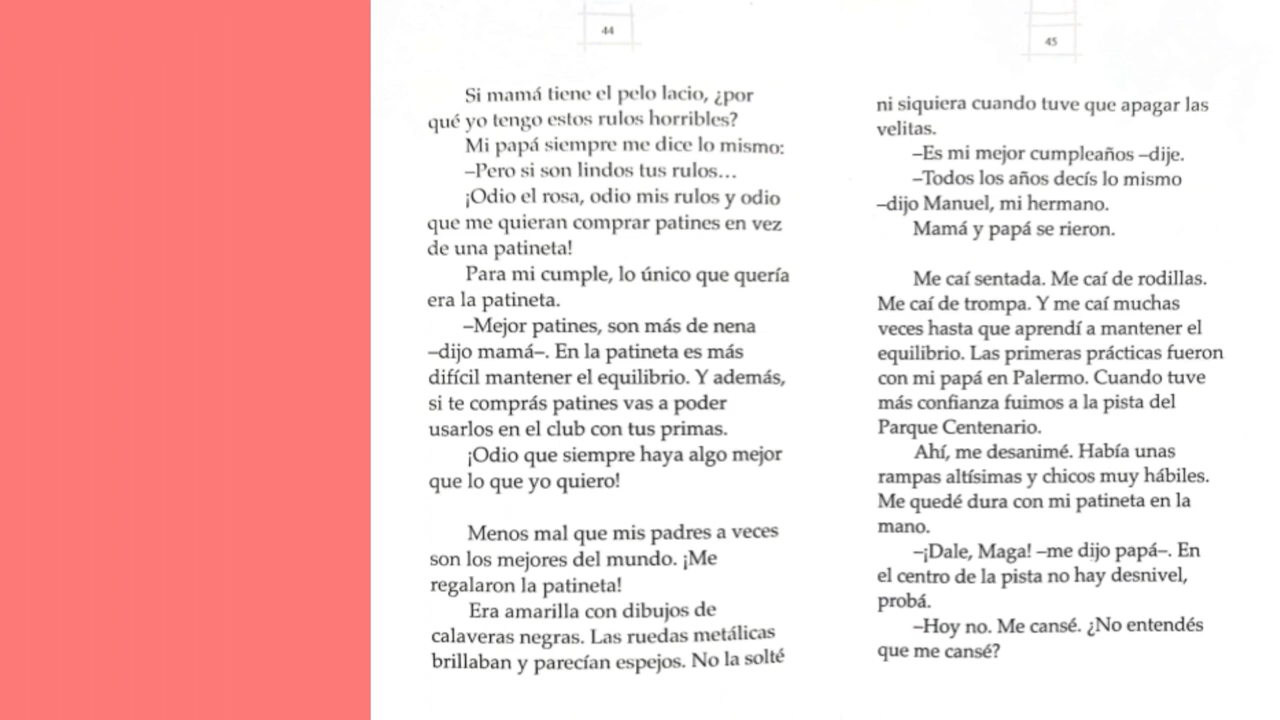 44
Si mamá tiene el pelo lacio, ¿por
qué yo tengo estos rulos horribles?
Mi papá siempre me dice lo mismo:
–Pero si son lindos tus rulos...
¡Odio el rosa, odio mis rulos y odio
que me quieran comprar patines en vez
de una patineta!
Para mi cumple, lo único que quería
era la patineta.
–Mejor patines, son más de nena
–dijo mamá–. En la patineta es más
difícil mantener el equilibrio. Y además,
si te comprás patines vas a poder
usarlos en el club con tus primas.
¡Odio que siempre haya algo mejor
que lo que yo quiero!
Menos mal que mis padres a veces
son los mejores del mundo. ¡Me
regalaron la patineta!
Era amarilla con dibujos de
calaveras negras. Las ruedas metálicas
brillaban y parecían espejos. No la solté
45
ni siquiera cuando tuve que apagar las
velitas.
–Es mi mejor cumpleaños –dije.
–Todos los años decís lo mismo
–dijo Manuel, mi hermano.
Mamá y papá se rieron.
Me caí sentada. Me caí de rodillas.
Me caí de trompa. Y me caí muchas
veces hasta que aprendí a mantener el
equilibrio. Las primeras prácticas fueron
con mi papá en Palermo. Cuando tuve
más confianza fuimos a la pista del
Parque Centenario.
Ahí, me desanimé. Había unas
rampas altísimas y chicos muy hábiles.
Me quedé dura con mi patineta en la
mano.
–¡Dale, Maga! –me dijo papá–. En
el centro de la pista no hay desnivel,
probá.
–Hoy no. Me cansé. ¿No entendés
que me cansé?